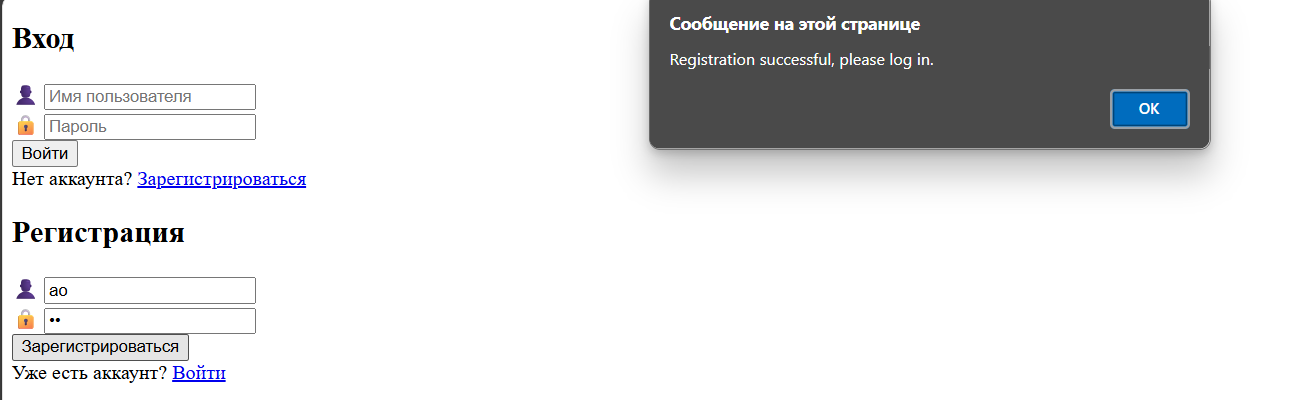 Вход
Имя пользователя
Пароль
Войти
Нет аккаунта? Зарегистрироваться
Регистрация
ao
••
Зарегистрироваться
Уже есть аккаунт? Войти
Сообщение на этой странице
Registration successful, please log in.
ОК